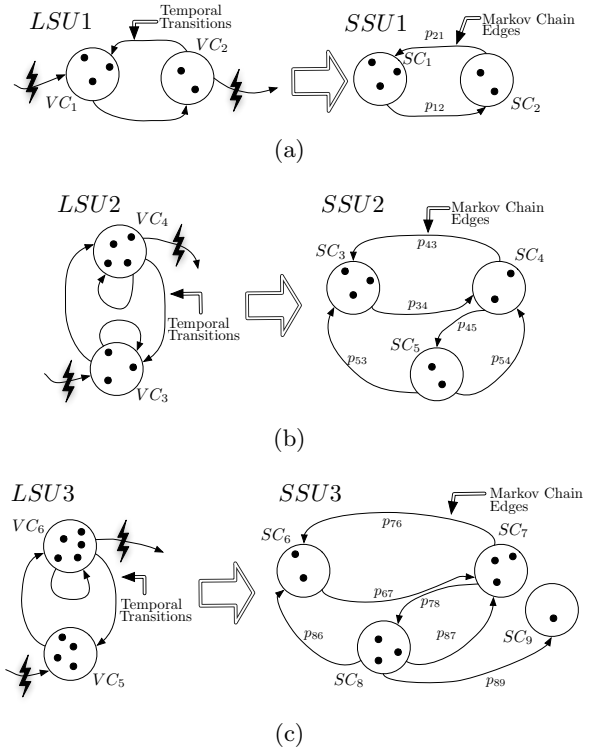 LSU1
Temporal
Transitions
VC1
VC2
SSU1
Markov Chain
Edges
p21
SC1
p12
SC2
(a)
LSU2
VC4
Temporal
Transitions
VC3
SSU2
Markov Chain
Edges
p43
SC3
SC4
p34
p45
SC5
p53
p54
(b)
LSU3
VC6
Temporal
Transitions
VC5
SSU3
Markov Chain
Edges
p76
SC6
SC7
p67
p78
p86
p87
SC9
SC8
p89
(c)